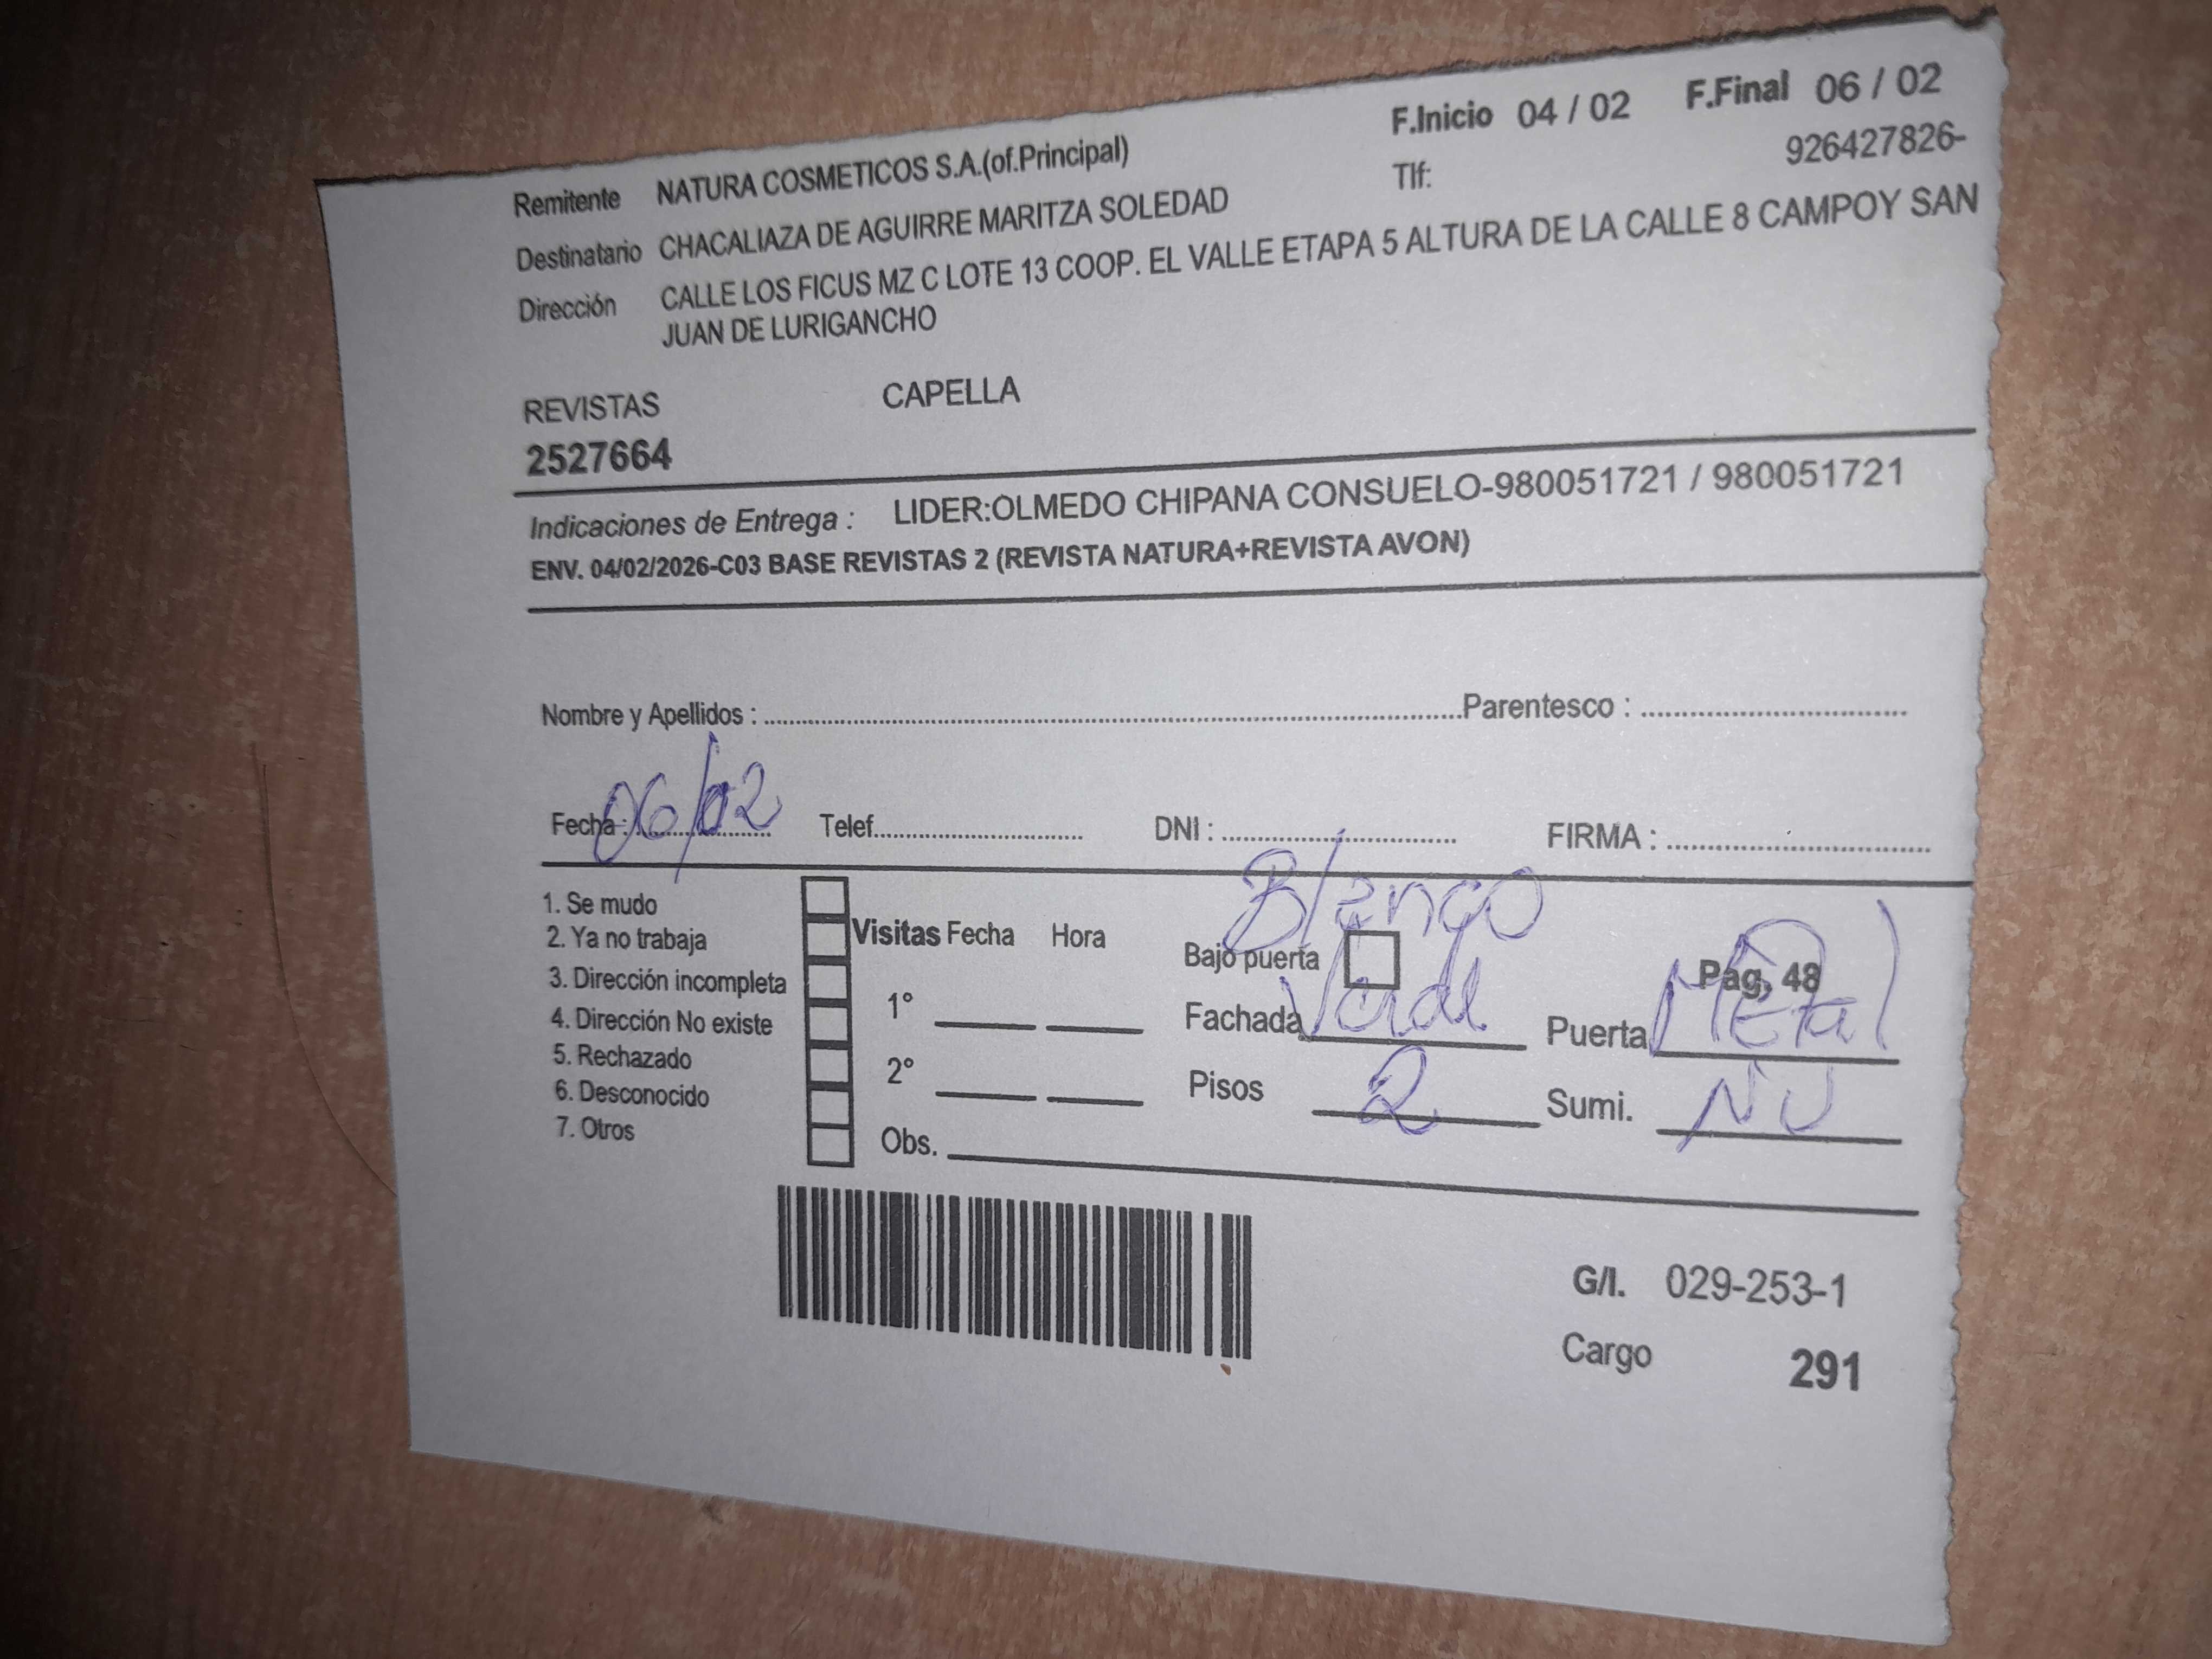 F.Inicio 04 / 02 F.Final 06 / 02
Remitente NATURA COSMETICOS S.A.(of.Principal) Tlf: 926427826-
Destinatario CHACALIAZA DE AGUIRRE MARITZA SOLEDAD
Dirección CALLE LOS FICUS MZ C LOTE 13 COOP. EL VALLE ETAPA 5 ALTURA DE LA CALLE 8 CAMPOY SAN
JUAN DE LURIGANCHO
REVISTAS CAPELLA
2527664
Indicaciones de Entrega : LIDER:OLMEDO CHIPANA CONSUELO-980051721 / 980051721
ENV. 04/02/2026-C03 BASE REVISTAS 2 (REVISTA NATURA+REVISTA AVON)
Nombre y Apellidos : Parentesco :
Fecha : 06/02 Telef. DNI : FIRMA :
1. Se mudo
2. Ya no trabaja
3. Dirección incompleta
4. Dirección No existe
5. Rechazado
6. Desconocido
7. Otros
Visitas Fecha Hora
1°
2°
Obs.
Blanco
Bajo puerta Pag, 48
Fachada Verde Puerta Metal
Pisos 2 Sumi. NU
G/I. 029-253-1
Cargo 291